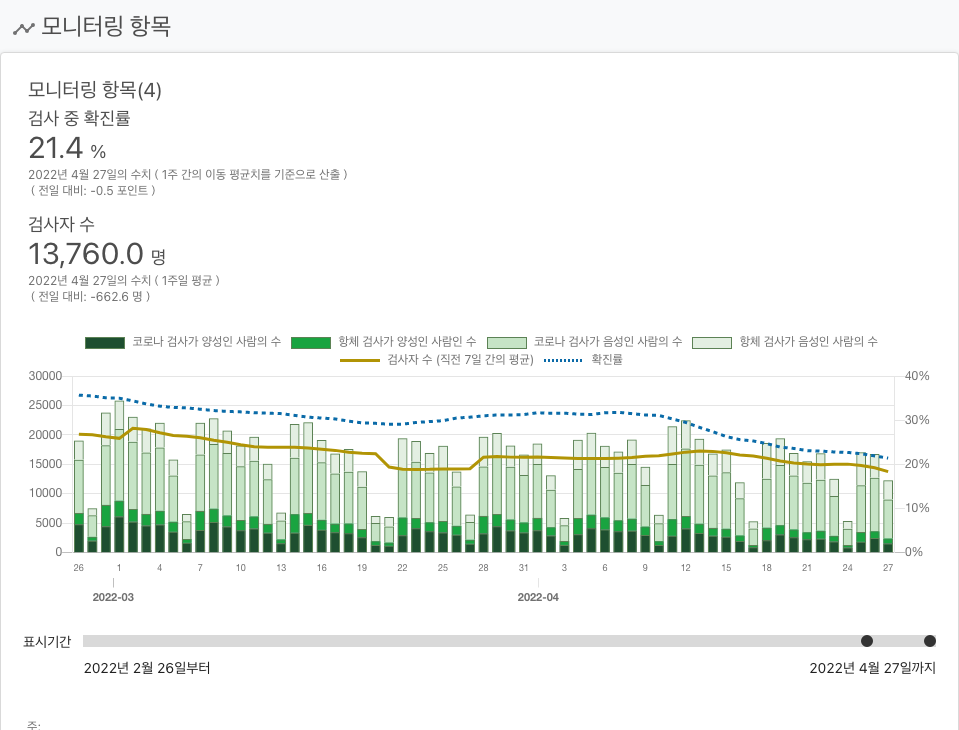 모니터링 항목
모니터링 항목(4)
검사 중 확진률
21.4 %
2022년 4월 27일의 수치 ( 1주 간의 이동 평균치를 기준으로 산출 )
( 전일 대비: -0.5 포인트 )
검사자 수
13,760.0 명
2022년 4월 27일의 수치 ( 1주일 평균 )
( 전일 대비: -662.6 명 )
코로나 검사가 양성인 사람의 수 항체 검사가 양성인 사람인 수 코로나 검사가 음성인 사람의 수 항체 검사가 음성인 사람의 수
검사자 수 (직전 7일 간의 평균) 확진률
30000 40%
25000
20000 30%
15000 20%
10000
5000 10%
0 0%
26 1 4 7 10 13 16 19 22 25 28 31 3 6 9 12 15 18 21 24 27
2022-03 2022-04
표시기간
2022년 2월 26일부터 2022년 4월 27일까지
주: